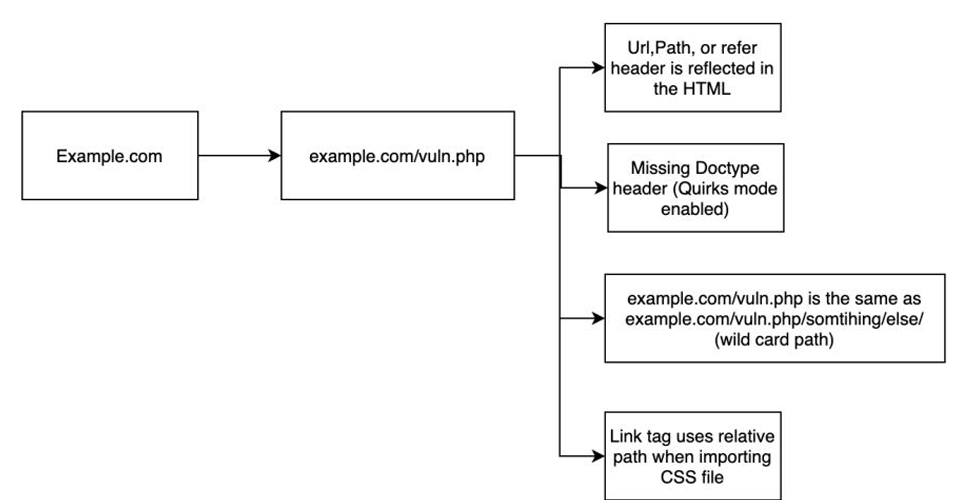 Example.com
example.com/vuln.php
Url,Path, or refer
header is reflected in
the HTML
Missing Doctype
header (Quirks mode
enabled)
example.com/vuln.php is the same as
example.com/vuln.php/somtihing/else/
(wild card path)
Link tag uses relative
path when importing
CSS file